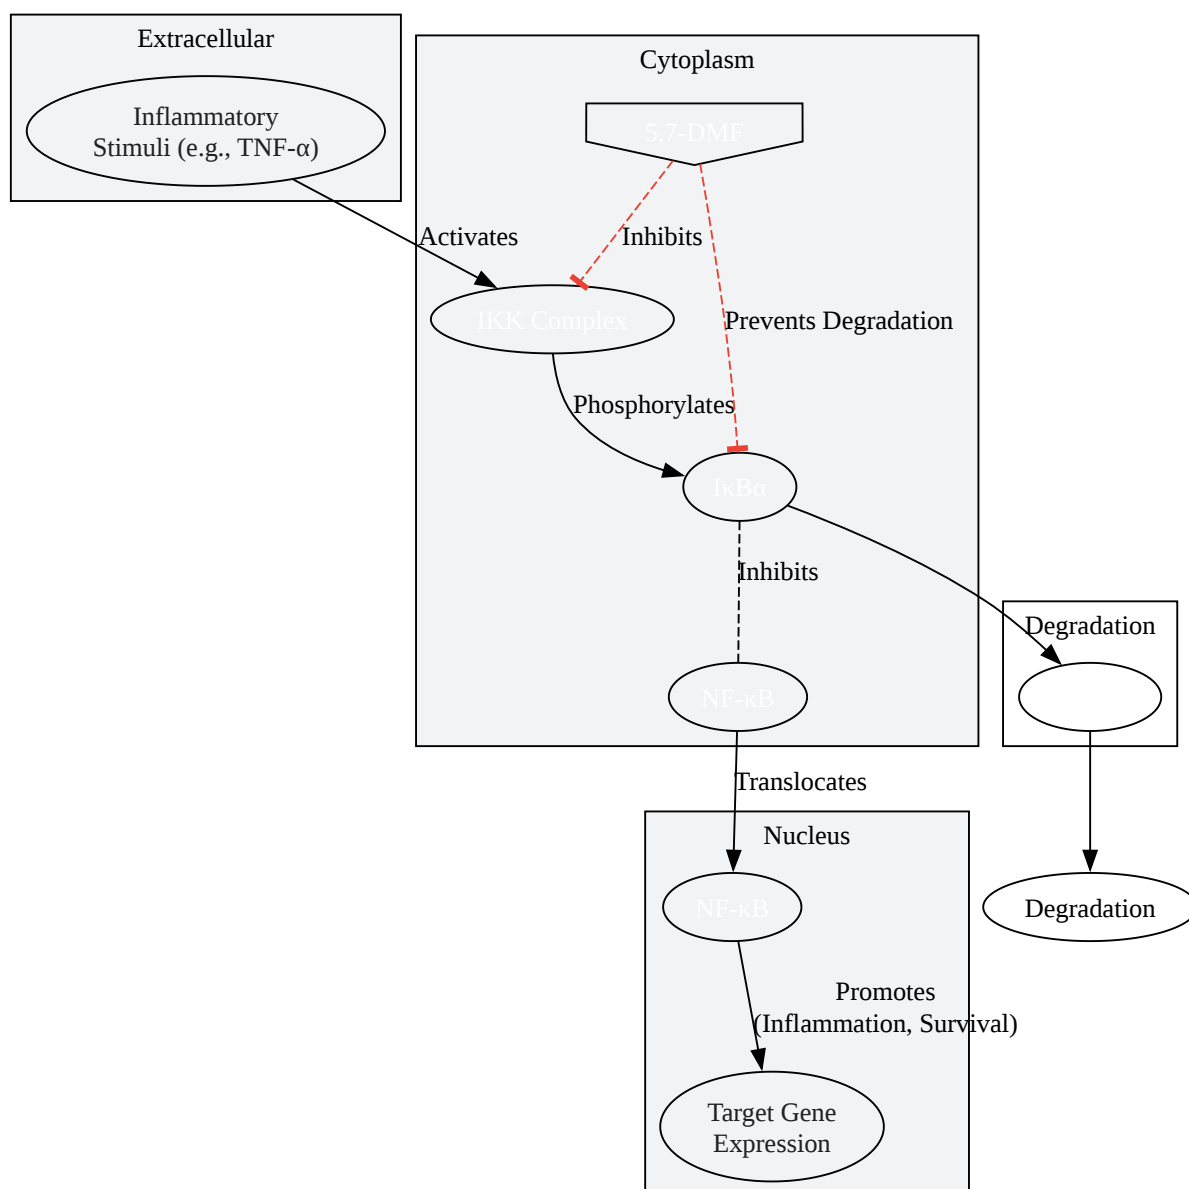 Extracellular
Inflammatory
Stimuli (e.g., TNF-α)
Cytoplasm
5,7-DMF
Activates
Inhibits
IKK Complex
Prevents Degradation
Phosphorylates
IκBα
Inhibits
Degradation
NF-κB
Translocates
Nucleus
NF-κB
Degradation
Promotes
(Inflammation, Survival)
Target Gene
Expression